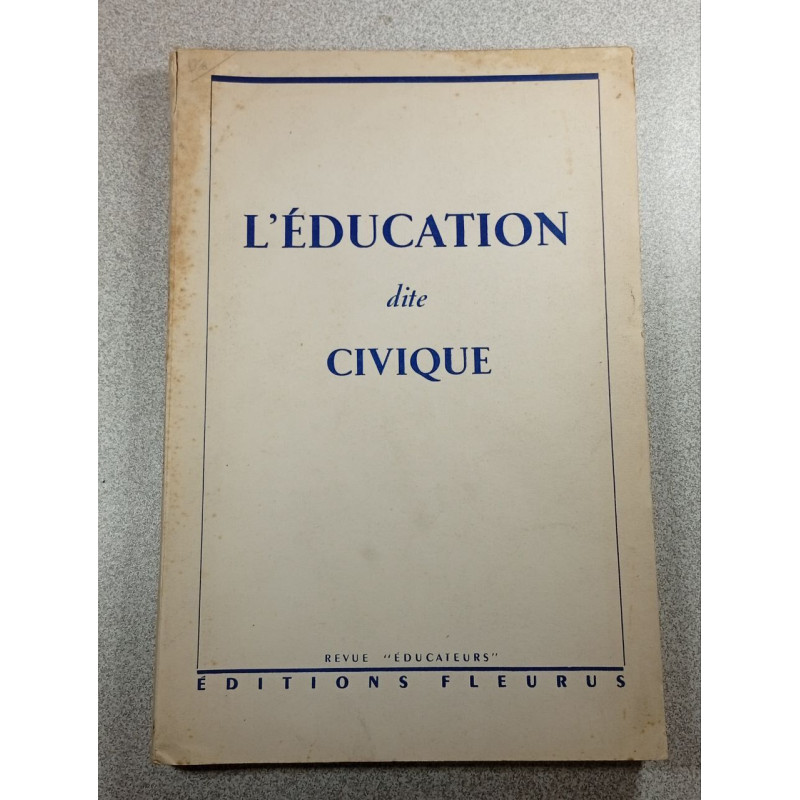 L'ÉDUCATION
dite
CIVIQUE
REVUE "ÉDUCATEURS"
ÉDITIONS FLEURUS